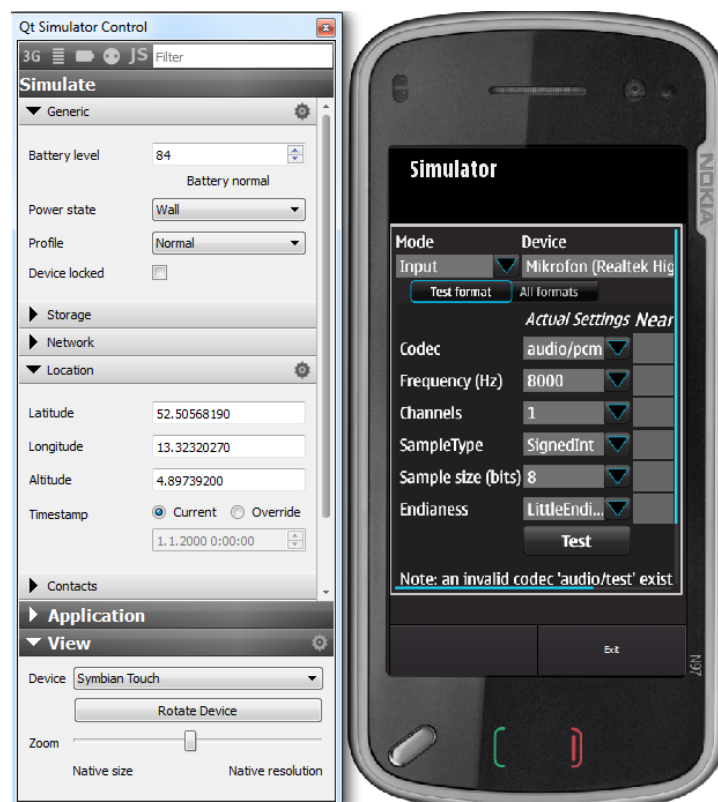 Qt Simulator Control
3G JS Filter
Simulate
Generic
Battery level 84
Battery normal
Power state Wall
Profile Normal
Device locked
Storage
Network
Location
Latitude 52.50568190
Longitude 13.32320270
Altitude 4.89739200
Timestamp Current Override
1.1.2000 0:00:00
Contacts
Application
View
Device Symbian Touch
Rotate Device
Zoom
Native size Native resolution
NOKIA
Simulator
Mode Device
Input Mikrofon (Realtek Hig
Test format All formats
Actual Settings Near
Codec audio/pcm
Frequency (Hz) 8000
Channels 1
SampleType SignedInt
Sample size (bits) 8
Endianess LittleEndi...
Test
Note: an invalid codec 'audio/test' exist
Exit
N97